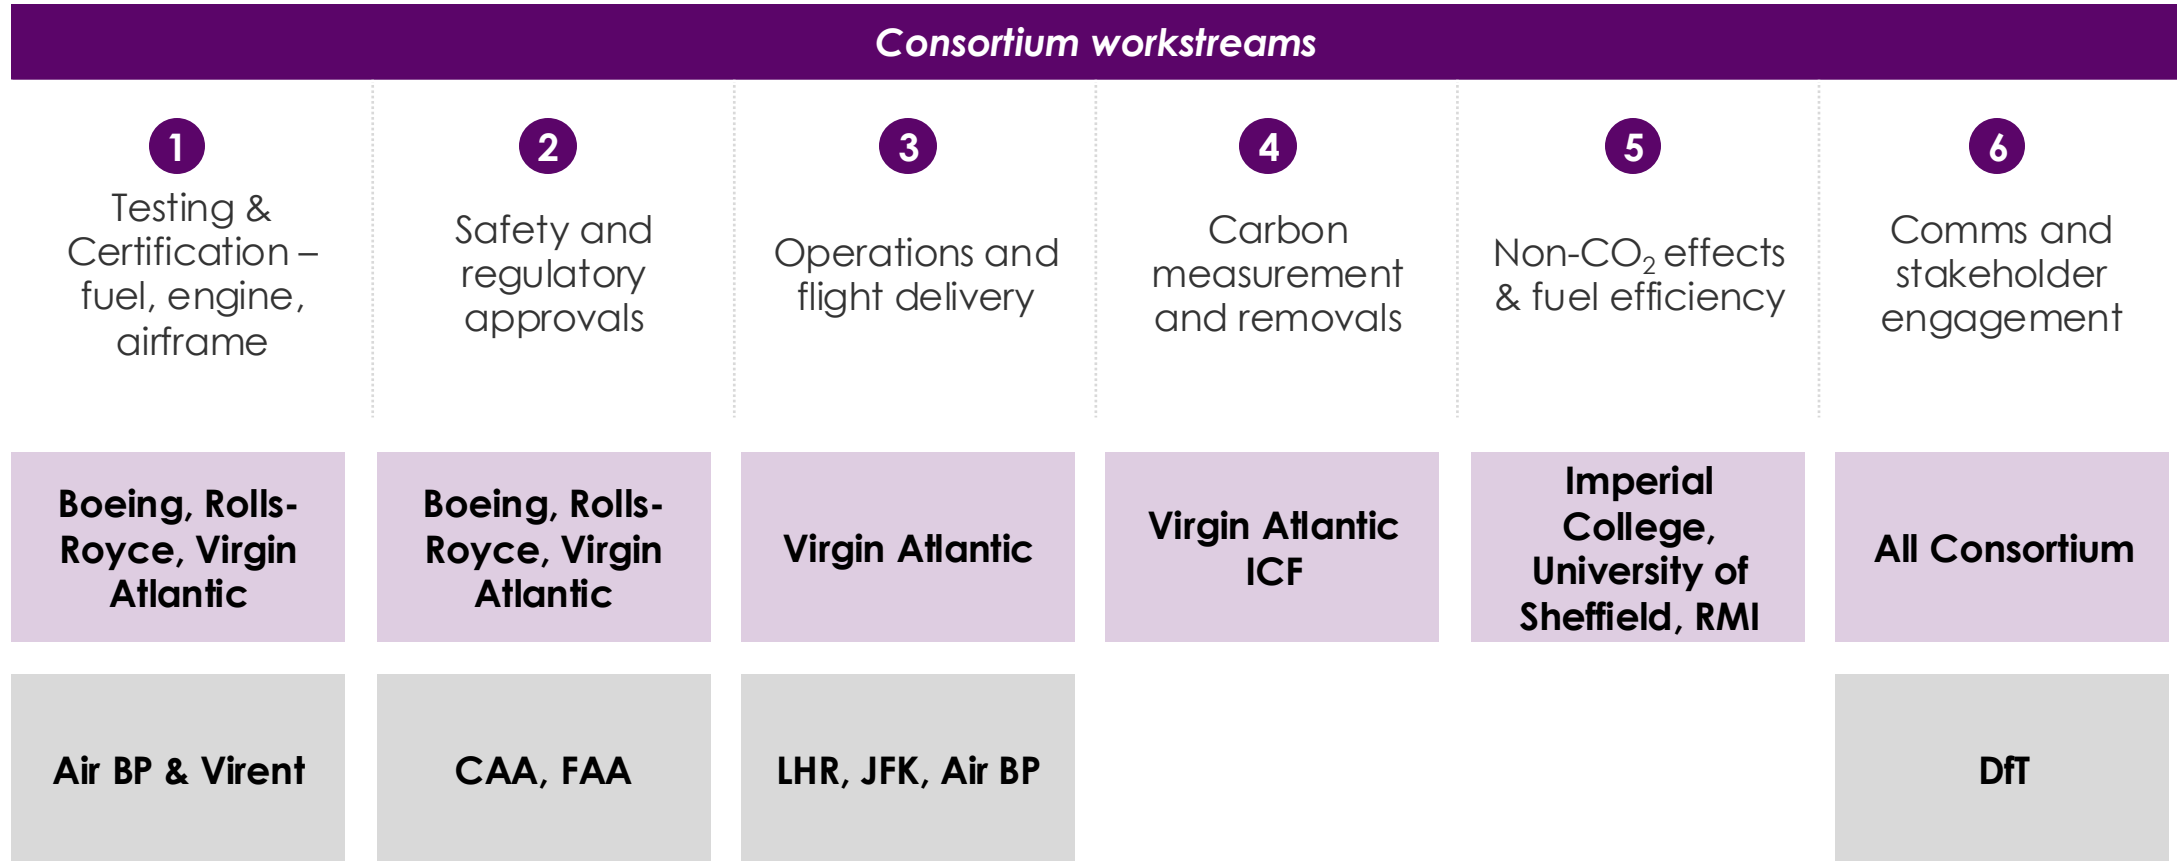 Consortium workstreams
1
Testing &
Certification –
fuel, engine,
airframe
2
Safety and
regulatory
approvals
3
Operations and
flight delivery
4
Carbon
measurement
and removals
5
Non-CO₂ effects
& fuel efficiency
6
Comms and
stakeholder
engagement
Boeing, Rolls-
Royce, Virgin
Atlantic
Boeing, Rolls-
Royce, Virgin
Atlantic
Virgin Atlantic
Virgin Atlantic
ICF
Imperial
College,
University of
Sheffield, RMI
All Consortium
Air BP & Virent
CAA, FAA
LHR, JFK, Air BP
DfT